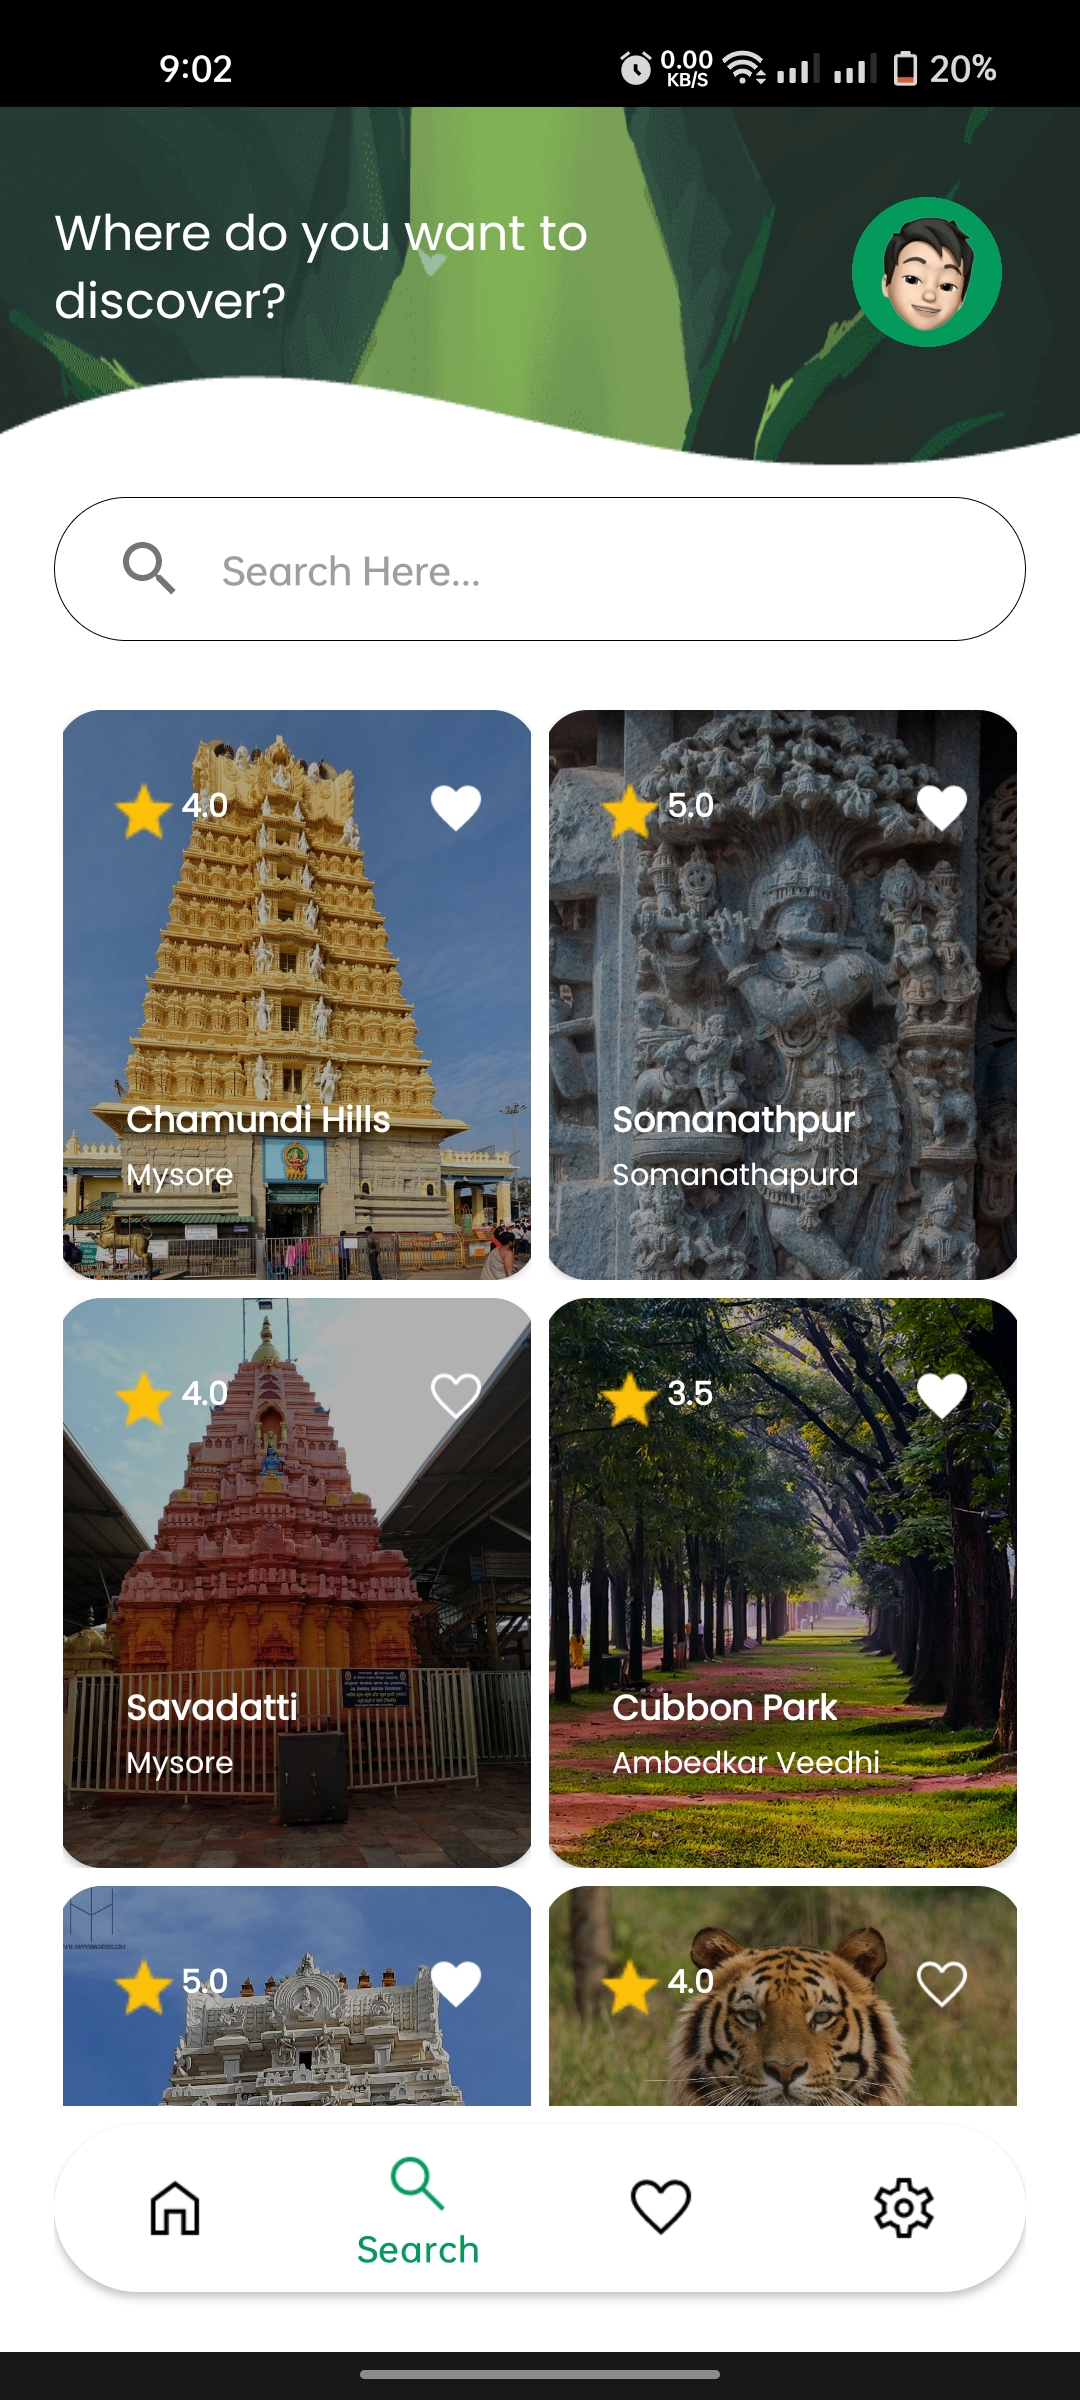 9:02
0.00
KB/S
20%
Where do you want to
discover?
Search Here...
4.0
5.0
Chamundi Hills
Mysore
Somanathpur
Somanathapura
4.0
3.5
Savadatti
Mysore
Cubbon Park
Ambedkar Veedhi
5.0
4.0
Search